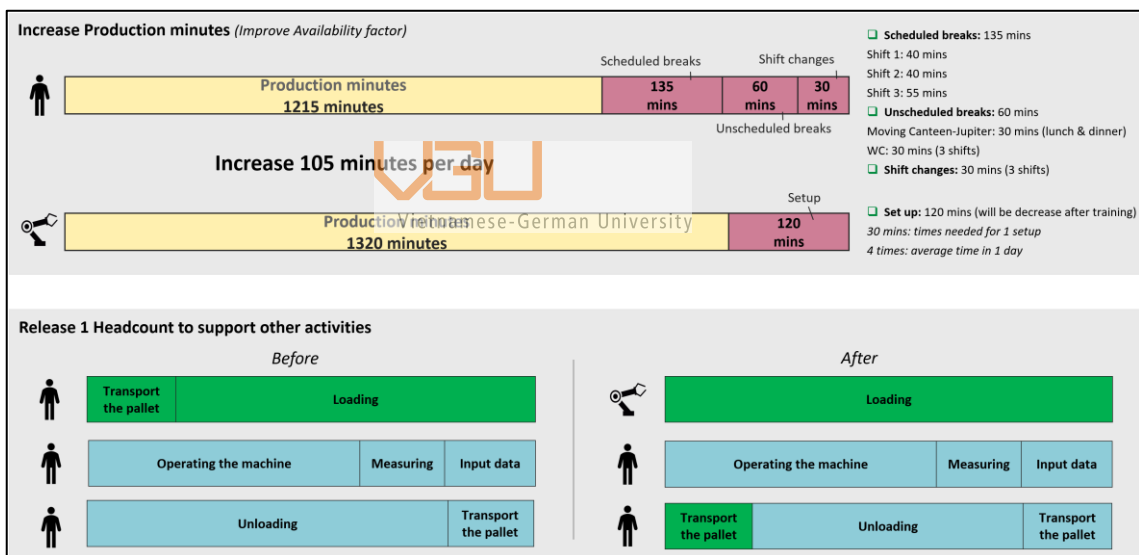 Increase Production minutes (Improve Availability factor)
Scheduled breaks
Shift changes
Production minutes
1215 minutes
135
mins
60
mins
30
mins
Unscheduled breaks
Increase 105 minutes per day
VGU
Vietnamese-German University
Setup
Production minutes
1320 minutes
120
mins
Scheduled breaks: 135 mins
Shift 1: 40 mins
Shift 2: 40 mins
Shift 3: 55 mins
Unscheduled breaks: 60 mins
Moving Canteen-Jupiter: 30 mins (lunch & dinner)
WC: 30 mins (3 shifts)
Shift changes: 30 mins (3 shifts)
Set up: 120 mins (will be decrease after training)
30 mins: times needed for 1 setup
4 times: average time in 1 day
Release 1 Headcount to support other activities
Before
Transport
the pallet
Loading
Operating the machine
Measuring
Input data
Unloading
Transport
the pallet
After
Loading
Operating the machine
Measuring
Input data
Transport
the pallet
Unloading
Transport
the pallet